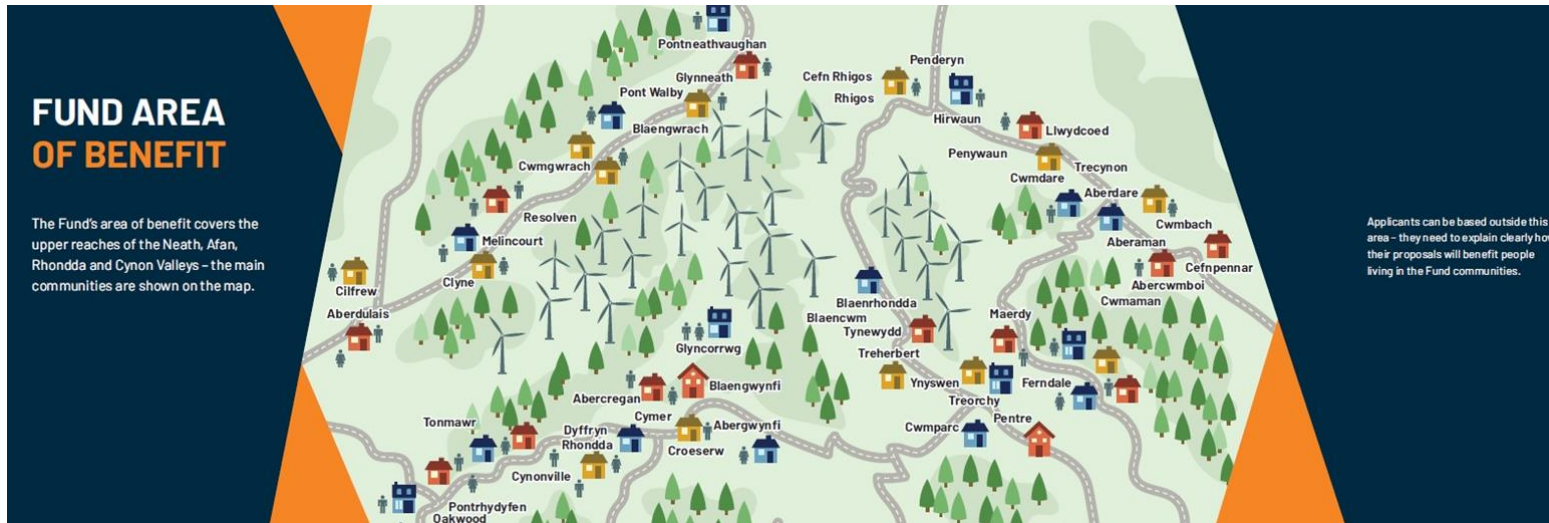 FUND AREA
OF BENEFIT
The Fund's area of benefit covers the
upper reaches of the Neath, Afan,
Rhondda and Cynon Valleys – the main
communities are shown on the map.
Pontneathvaughan
Glynneath
Pont Walby
Blaengwrach
Cwmgwrach
Resolven
Melincourt
Clyne
Cilfrew
Aberdulais
Cefn Rhigos
Rhigos
Penderyn
Hirwaun
Llwydcoed
Penywaun
Trecynon
Cwmdare
Aberdare
Cwmbach
Aberaman
Cefnpennar
Abercwmboi
Cwmaman
Blaenrhondda
Blaencwm
Tynewydd
Maerdy
Treherbert
Glyncorrwg
Ynyswen
Ferndale
Blaengwynfi
Abercregan
Treorchy
Pentre
Cymer
Abergwynfi
Cwmparc
Tonmawr
Dyffryn
Rhondda
Croeserw
Cynonville
Pontrhydyfen
Oakwood
Applicants can be based outside this
area – they need to explain clearly ho
their proposals will benefit people
living in the Fund communities.